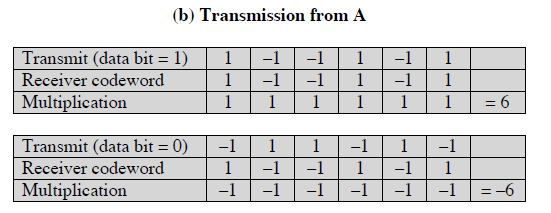 (b) Transmission from A
Transmit (data bit = 1) 1 –1 –1 1 –1 1
Receiver codeword 1 –1 –1 1 –1 1
Multiplication 1 1 1 1 1 1 = 6
Transmit (data bit = 0) –1 1 1 –1 1 –1
Receiver codeword 1 –1 –1 1 –1 1
Multiplication –1 –1 –1 –1 –1 –1 = –6